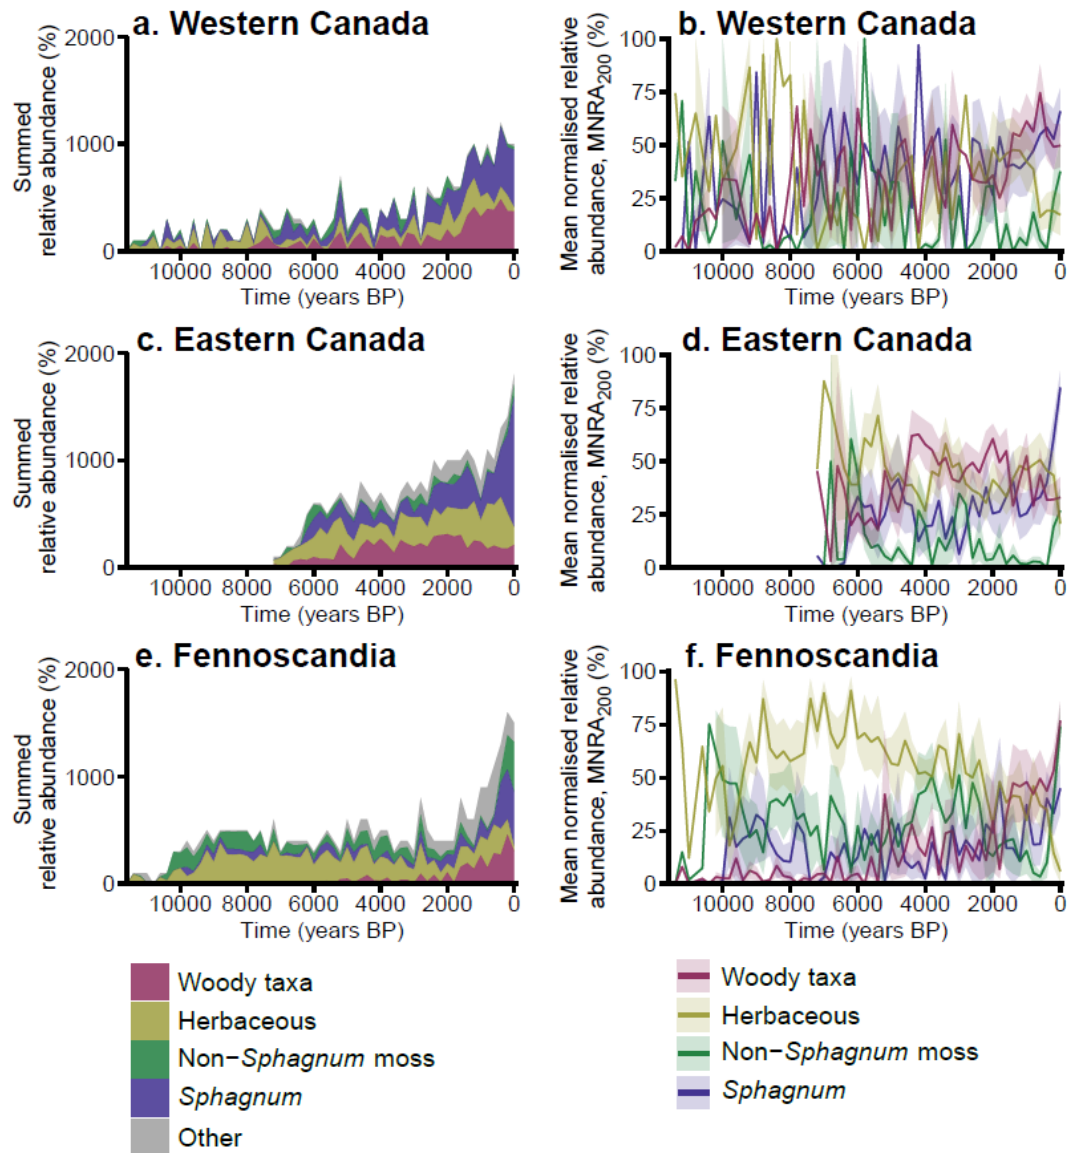 a. Western Canada
Summed
relative abundance (%)
2000
1000
0
10000 8000 6000 4000 2000 0
Time (years BP)
b. Western Canada
Mean normalised relative
abundance, MNRA200 (%)
100
75
50
25
0
10000 8000 6000 4000 2000 0
Time (years BP)
c. Eastern Canada
Summed
relative abundance (%)
2000
1000
0
10000 8000 6000 4000 2000 0
Time (years BP)
d. Eastern Canada
Mean normalised relative
abundance, MNRA200 (%)
100
75
50
25
0
10000 8000 6000 4000 2000 0
Time (years BP)
e. Fennoscandia
Summed
relative abundance (%)
2000
1000
0
10000 8000 6000 4000 2000 0
Time (years BP)
f. Fennoscandia
Mean normalised relative
abundance, MNRA200 (%)
100
75
50
25
0
10000 8000 6000 4000 2000 0
Time (years BP)
Woody taxa
Herbaceous
Non−Sphagnum moss
Sphagnum
Other
Woody taxa
Herbaceous
Non−Sphagnum moss
Sphagnum